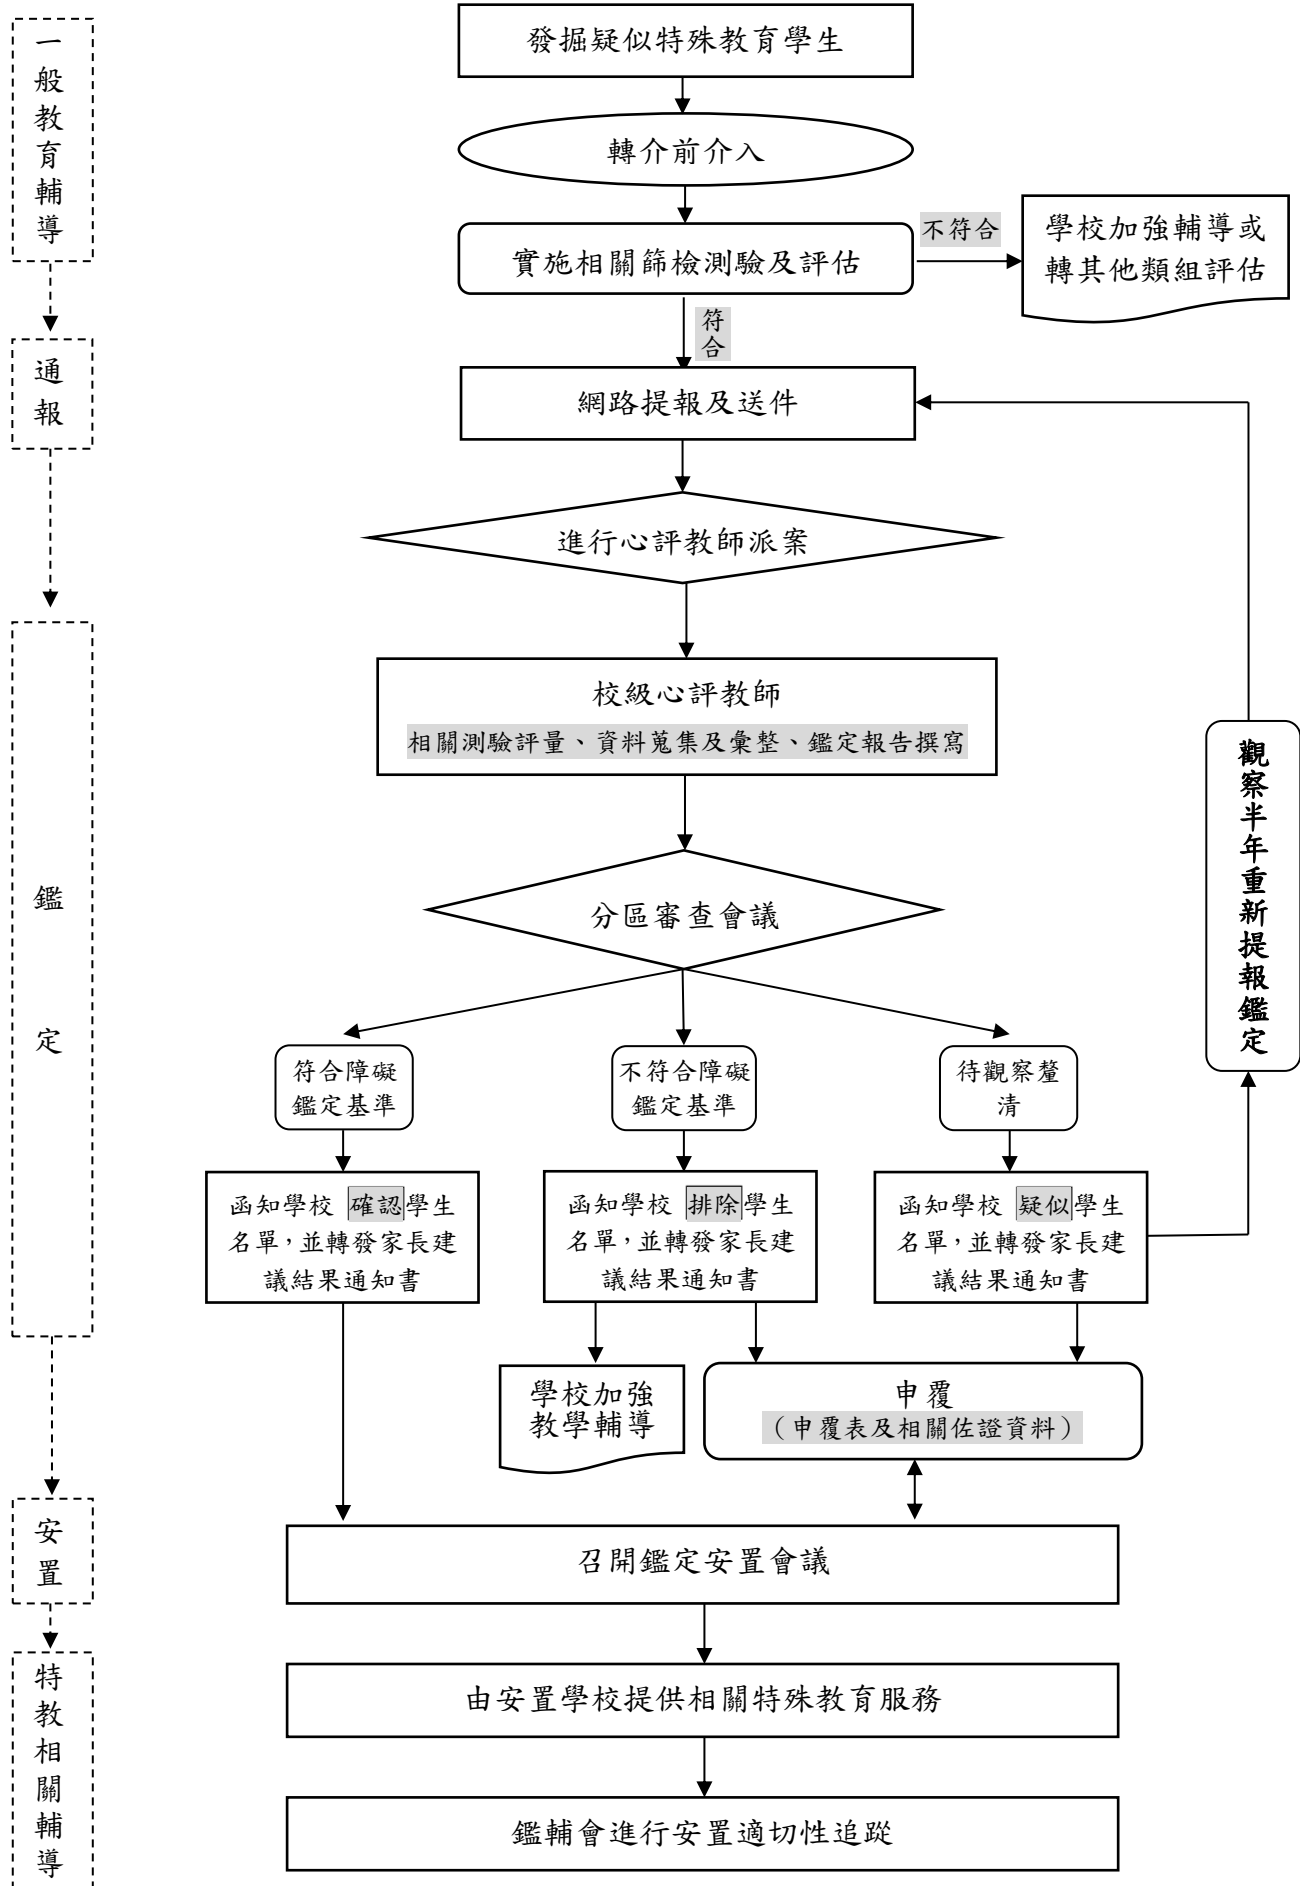 一般教育輔導
通報
鑑定
安置
特教相關輔導
發掘疑似特殊教育學生
轉介前介入
實施相關篩檢測驗及評估
不符合
學校加強輔導或
轉其他類組評估
符合
網路提報及送件
進行心評教師派案
校級心評教師
相關測驗評量、資料蒐集及彙整、鑑定報告撰寫
觀察半年重新提報鑑定
分區審查會議
符合障礙
鑑定基準
不符合障礙
鑑定基準
待觀察釐
清
函知學校 確認學生
名單，並轉發家長建
議結果通知書
函知學校 排除學生
名單，並轉發家長建
議結果通知書
函知學校 疑似學生
名單，並轉發家長建
議結果通知書
學校加強
教學輔導
申覆
（申覆表及相關佐證資料）
召開鑑定安置會議
由安置學校提供相關特殊教育服務
鑑輔會進行安置適切性追蹤